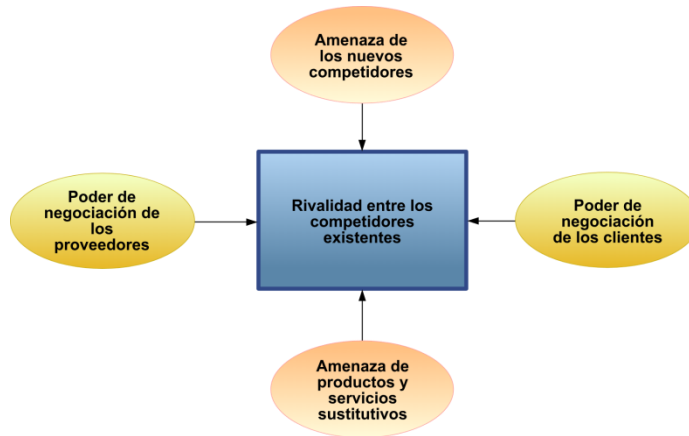 Amenaza de
los nuevos
competidores
Poder de
negociación de
los
proveedores
Rivalidad entre los
competidores
existentes
Poder de
negociación
de los clientes
Amenaza de
productos y
servicios
sustitutivos